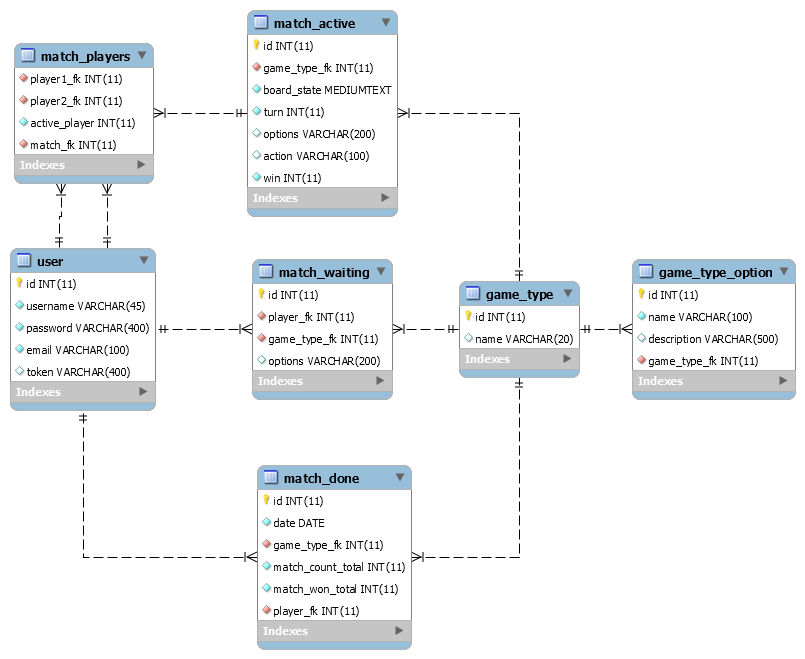 match_active
id INT(11)
game_type_fk INT(11)
board_state MEDIUMTEXT
turn INT(11)
options VARCHAR(200)
action VARCHAR(100)
win INT(11)
Indexes
match_players
player1_fk INT(11)
player2_fk INT(11)
active_player INT(11)
match_fk INT(11)
Indexes
user
id INT(11)
username VARCHAR(45)
password VARCHAR(400)
email VARCHAR(100)
token VARCHAR(400)
Indexes
match_waiting
id INT(11)
player_fk INT(11)
game_type_fk INT(11)
options VARCHAR(200)
Indexes
game_type
id INT(11)
name VARCHAR(20)
Indexes
game_type_option
id INT(11)
name VARCHAR(100)
description VARCHAR(500)
game_type_fk INT(11)
Indexes
match_done
id INT(11)
date DATE
game_type_fk INT(11)
match_count_total INT(11)
match_won_total INT(11)
player_fk INT(11)
Indexes